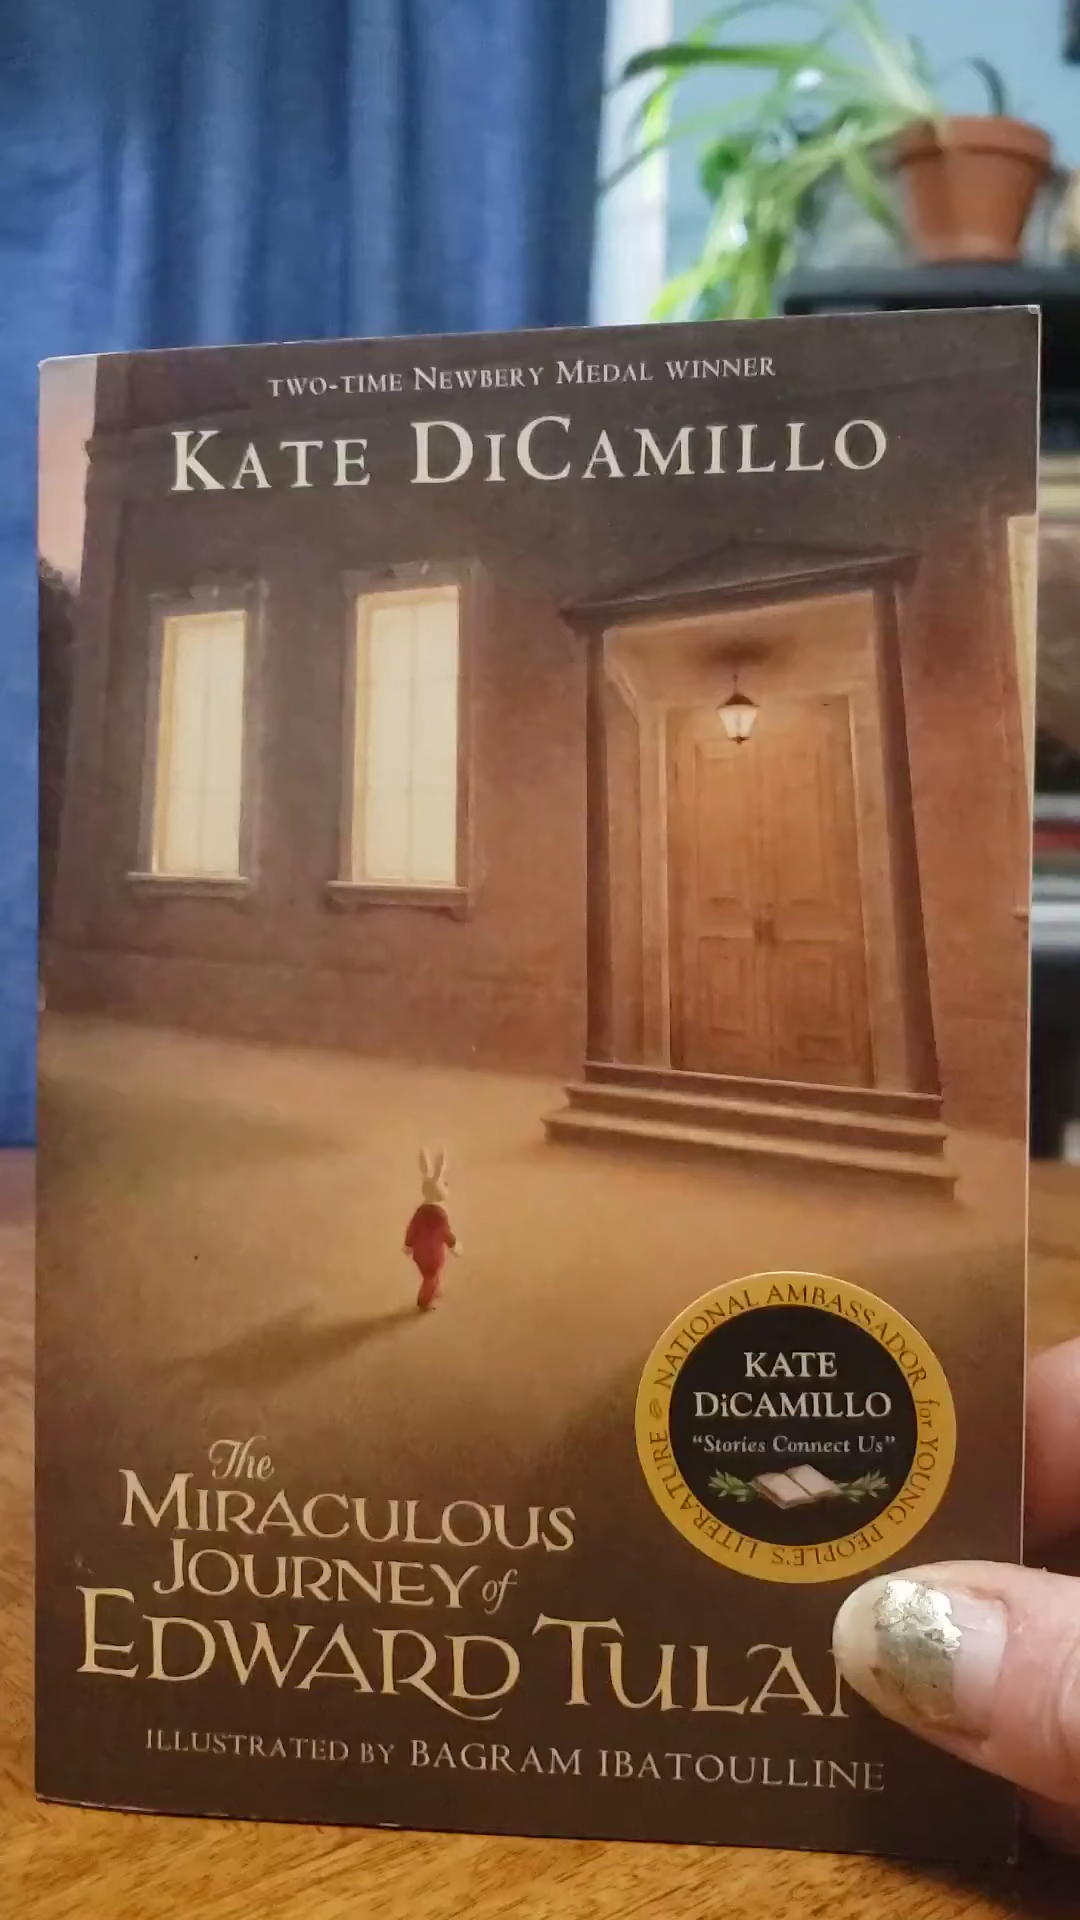 TWO-TIME NEWBERY MEDAL WINNER
KATE DICAMILLO
NATIONAL AMBASSADOR for YOUNG PEOPLE'S LITERATURE
KATE
DiCAMILLO
"Stories Connect Us"
The
MIRACULOUS
JOURNEY of
EDWARD TULAN
ILLUSTRATED BY BAGRAM IBATOULLINE